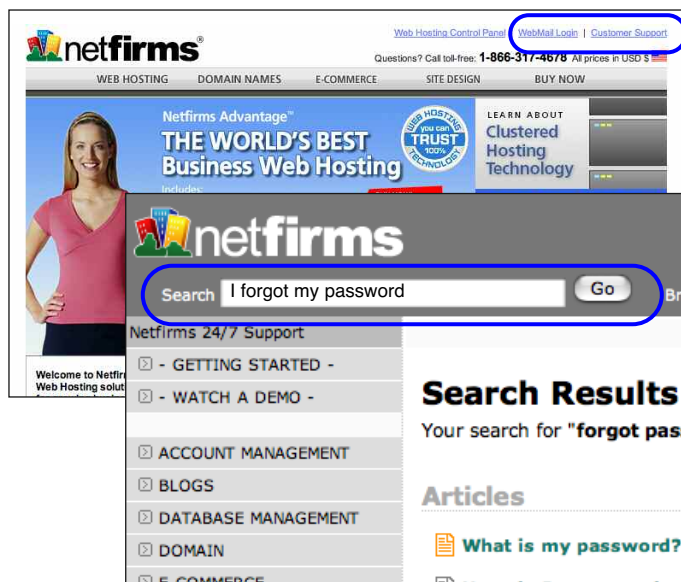 Web Hosting Control Panel | WebMail Login | Customer Support
netfirms®
Questions? Call toll-free: 1-866-317-4678 All prices in USD $
WEB HOSTING DOMAIN NAMES E-COMMERCE SITE DESIGN BUY NOW
Netfirms Advantage™
THE WORLD'S BEST
Business Web Hosting
Includes:
WEB HOSTING
you can
TRUST
100%
TECHNOLOGY
LEARN ABOUT
Clustered
Hosting
Technology
Welcome to Netfir
Web Hosting solut
netfirms
Search I forgot my password Go Br
Netfirms 24/7 Support
- GETTING STARTED -
- WATCH A DEMO -
ACCOUNT MANAGEMENT
BLOGS
DATABASE MANAGEMENT
DOMAIN
E-COMMERCE
Search Results
Your search for "forgot pas
Articles
What is my password?